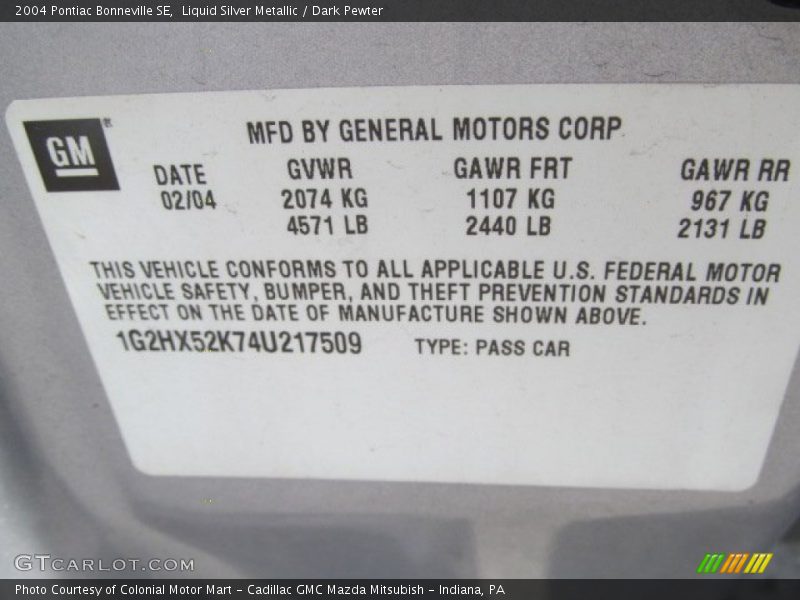 2004 Pontiac Bonneville SE,  Liquid Silver Metallic / Dark Pewter
GM
MFD BY GENERAL MOTORS CORP
DATE GVWR GAWR FRT GAWR RR
02/04 2074 KG 1107 KG 967 KG
4571 LB 2440 LB 2131 LB
THIS VEHICLE CONFORMS TO ALL APPLICABLE U.S. FEDERAL MOTOR
VEHICLE SAFETY, BUMPER, AND THEFT PREVENTION STANDARDS IN
EFFECT ON THE DATE OF MANUFACTURE SHOWN ABOVE.
1G2HX52K74U217509 TYPE: PASS CAR
GTCARLOT.COM
Photo Courtesy of Colonial Motor Mart - Cadillac GMC Mazda Mitsubish - Indiana, PA